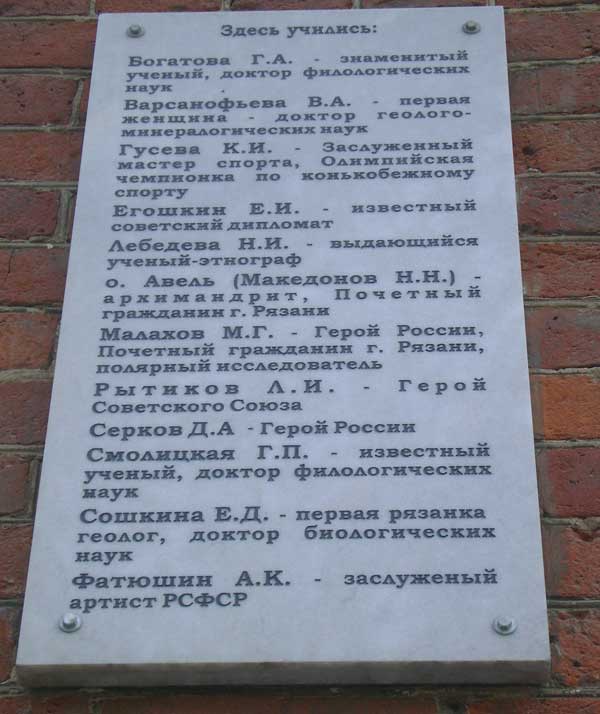 Здесь учились:
Богатова Г.А. - знаменитый
ученый, доктор филологических
наук
Варсанофьева В.А. - первая
женщина - доктор геолого-
минералогических наук
Гусева К.И. - Заслуженный
мастер спорта, Олимпийская
чемпионка по конькобежному
спорту
Егошкин Е.И. - известный
советский дипломат
Лебедева Н.И. - выдающийся
ученый-этнограф
о. Авель (Македонов Н.Н.) -
архимандрит, Почетный
гражданин г. Рязани
Малахов М.Г. - Герой России,
Почетный гражданин г. Рязани,
полярный исследователь
Рытиков Л.И. - Герой
Советского Союза
Серков Д.А - Герой России
Смолицкая Г.П. - известный
ученый, доктор филологических
наук
Сошкина Е.Д. - первая рязанка
геолог, доктор биологических
наук
Фатюшин А.К. - заслуженый
артист РСФСР